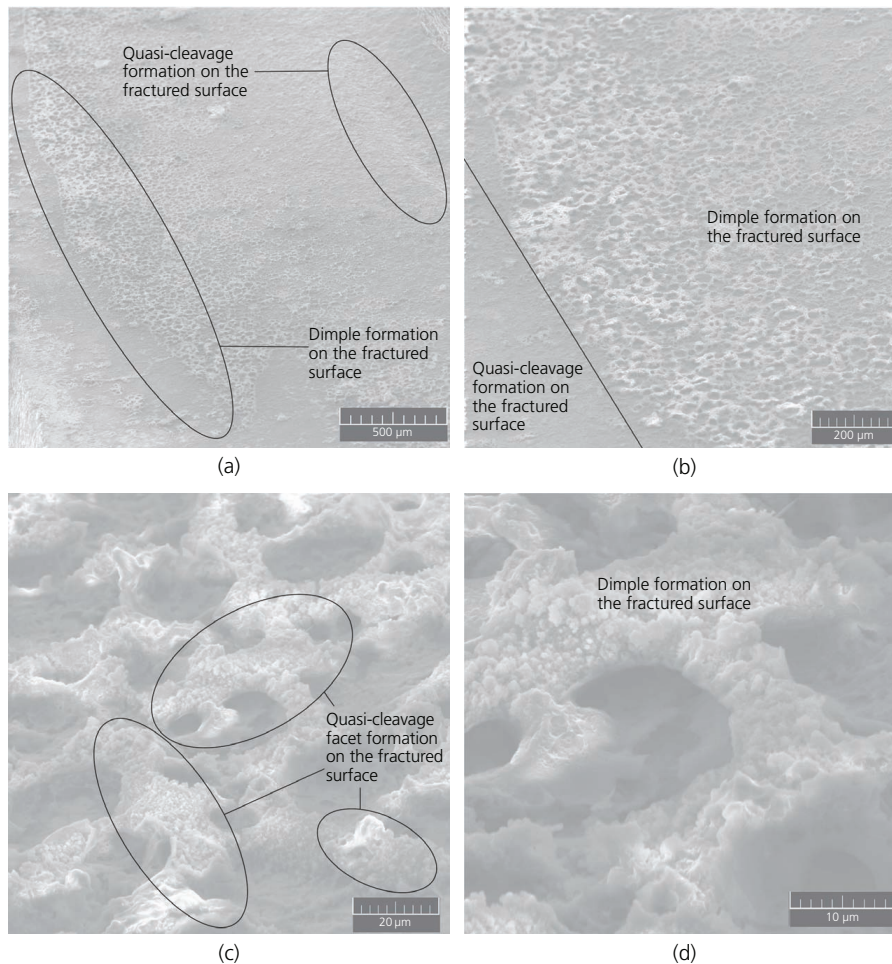 Quasi-cleavage
formation on the
fractured surface
Dimple formation
on the fractured
surface
500 µm
(a)
Dimple formation on
the fractured surface
Quasi-cleavage
formation on
the fractured
surface
200 µm
(b)
Quasi-cleavage
facet formation
on the fractured
surface
20 µm
(c)
Dimple formation on
the fractured surface
10 µm
(d)